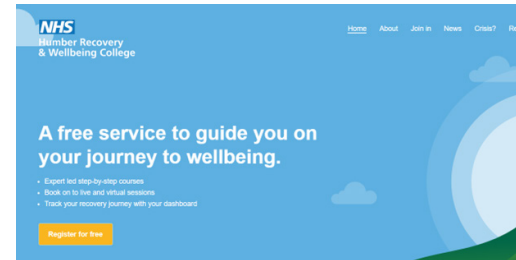 NHS
Humber Recovery
& Wellbeing College
Home About Join in News Crisis?
A free service to guide you on
your journey to wellbeing.
Expert led step-by-step courses
Book on to live and virtual sessions
Track your recovery journey with your dashboard
Register for free